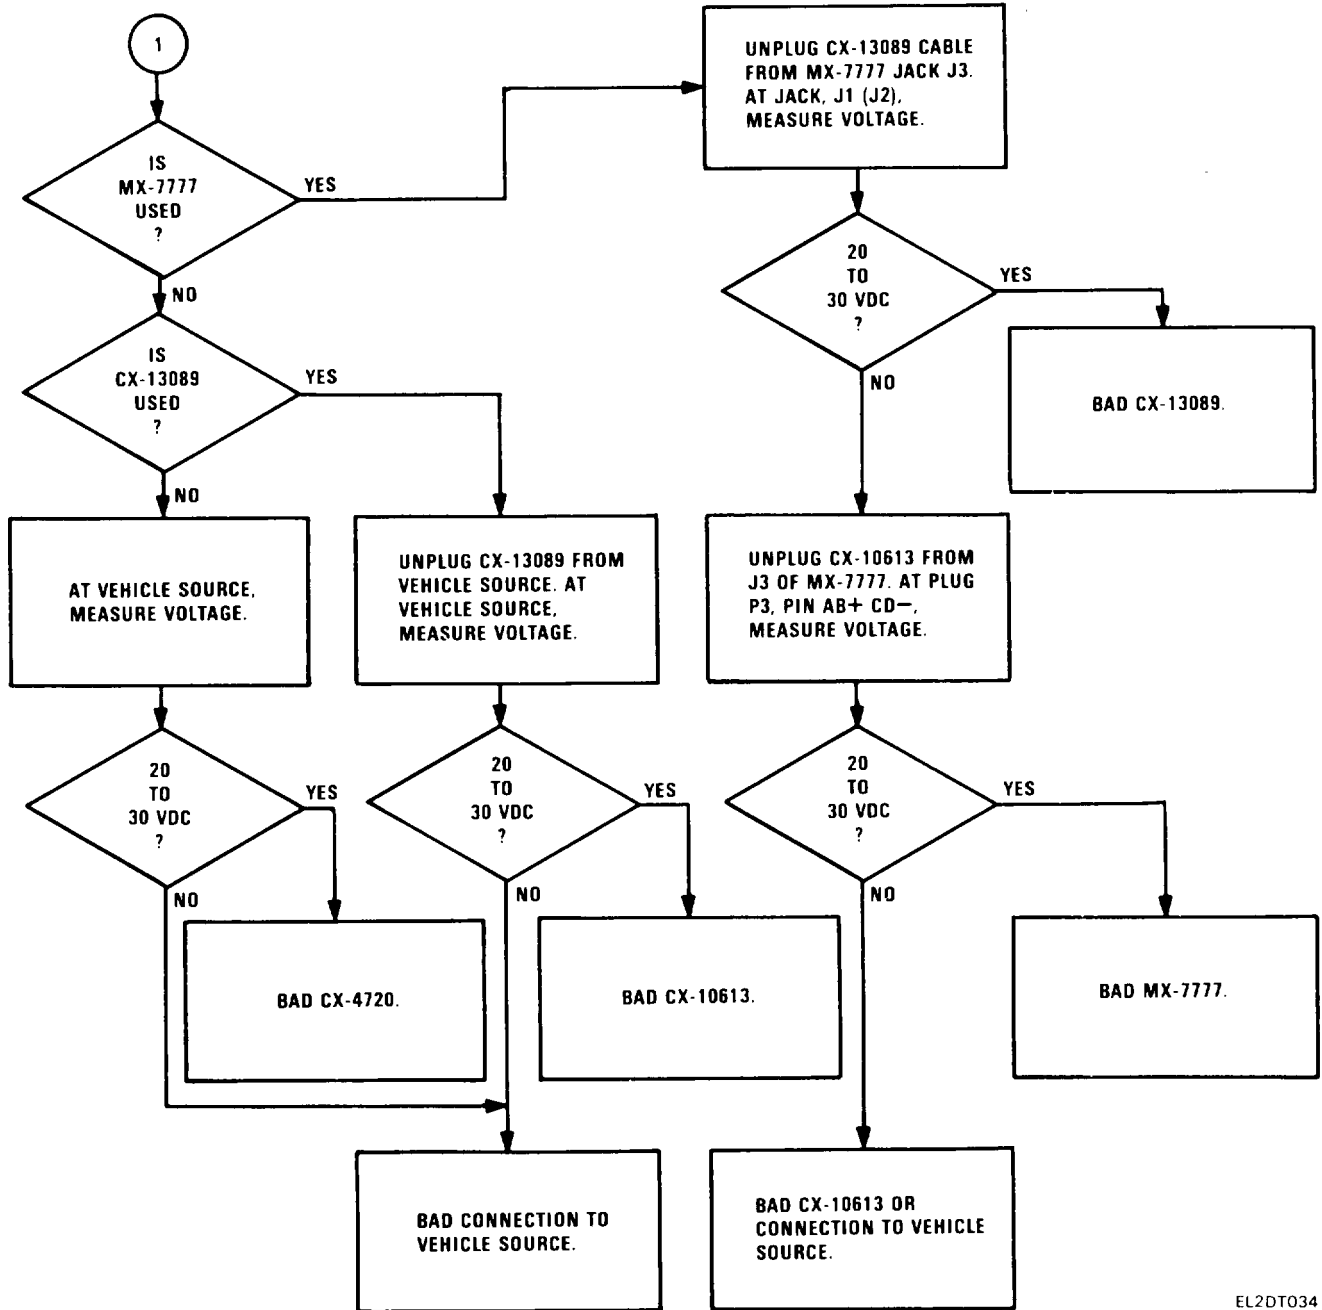 1
IS
MX-7777
USED
?
YES
NO
UNPLUG CX-13089 CABLE
FROM MX-7777 JACK J3.
AT JACK, J1 (J2),
MEASURE VOLTAGE.
20
TO
30 VDC
?
YES
NO
BAD CX-13089.
IS
CX-13089
USED
?
YES
NO
AT VEHICLE SOURCE,
MEASURE VOLTAGE.
UNPLUG CX-13089 FROM
VEHICLE SOURCE. AT
VEHICLE SOURCE,
MEASURE VOLTAGE.
UNPLUG CX-10613 FROM
J3 OF MX-7777. AT PLUG
P3, PIN AB+ CD−,
MEASURE VOLTAGE.
20
TO
30 VDC
?
YES
NO
20
TO
30 VDC
?
YES
NO
20
TO
30 VDC
?
YES
NO
BAD CX-4720.
BAD CX-10613.
BAD MX-7777.
BAD CONNECTION TO
VEHICLE SOURCE.
BAD CX-10613 OR
CONNECTION TO VEHICLE
SOURCE.
EL2DT034